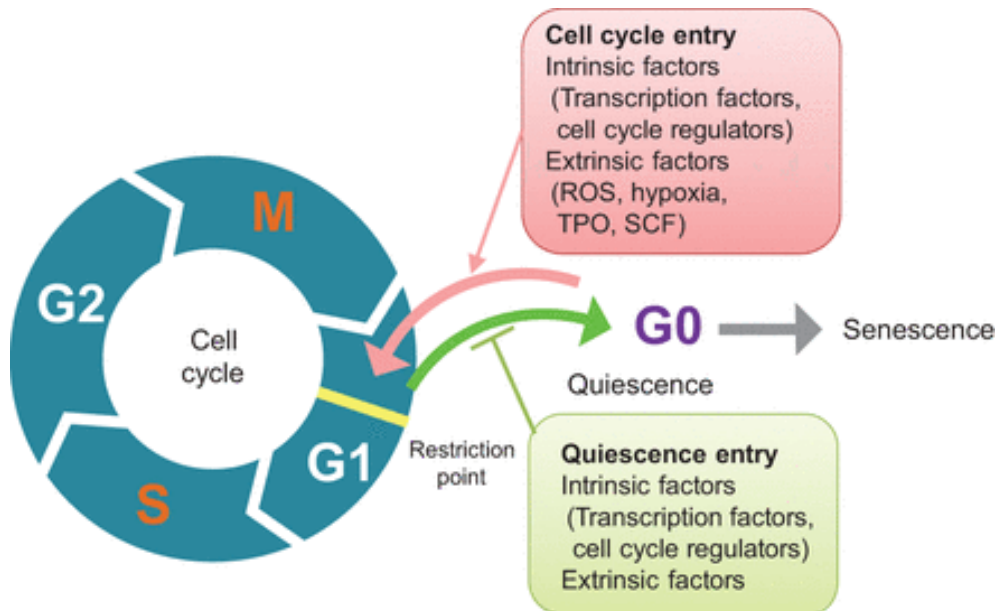 Cell cycle entry
Intrinsic factors
(Transcription factors,
cell cycle regulators)
Extrinsic factors
(ROS, hypoxia,
TPO, SCF)
M
G2
Cell
cycle
G0
Senescence
Quiescence
Restriction
point
G1
S
Quiescence entry
Intrinsic factors
(Transcription factors,
cell cycle regulators)
Extrinsic factors